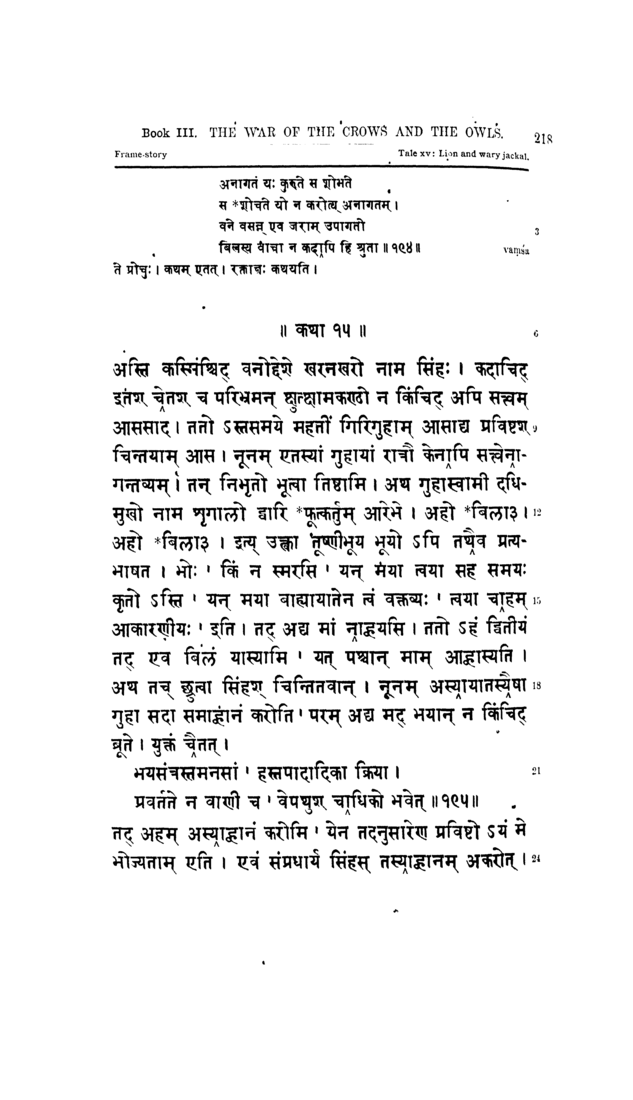 Book III. THE WAR OF THE CROWS AND THE OWLS. 218
Frame-story Tale xv: Lion and wary jackal.
अनागतं यः कुरुते स शोभते
स *शोचते यो न करोत्य् अनागतम् ।
वने वसन्न् एव जराम् उपागतो 3
बिलस्य वाचा न कदापि हि श्रुता ॥ १९४॥ vaṃśa
ते प्रोचुः । कथम् एतत् । रक्ताक्षः कथयति ।
॥ कथा १५ ॥ 6
अस्ति कस्मिंश्चिद् वनोद्देशे खरनखरो नाम सिंहः । कदाचिद्
इतश् चेतश् च परिभ्रमन् क्षुत्क्षामकण्ठो न किंचिद् अपि सत्त्वम्
आससाद । ततो ऽस्तसमये महतीं गिरिगुहाम् आसाद्य प्रविष्टश् 9
चिन्तयाम् आस । नूनम् एतस्यां गुहायां रात्रौ केनापि सत्त्वेना-
गन्तव्यम् । तन् निभृतो भूत्वा तिष्ठामि । अथ गुहास्वामी दधि-
मुखो नाम शृगालो द्वारि *फूत्कर्तुम् आरेभे । अहो *बिला३ । 12
अहो *बिला३ । इत्य् उक्त्वा तूष्णीभूय भूयो ऽपि तथैव प्रत्य-
भाषत । भोः ' किं न स्मरसि ' यन् मया त्वया सह समयः
कृतो ऽस्ति ' यन् मया बाह्यायातेन त्वं वक्तव्यः ' त्वया चाहम् 15
आकारणीयः ' इति । तद् अद्य मां नाह्वयसि । ततो ऽहं द्वितीयं
तद् एव बिलं यास्यामि ' यत् पश्चान् माम् आह्वास्यति ।
अथ तच् छ्रुत्वा सिंहश् चिन्तितवान् । नूनम् अस्यायातस्यैषा 18
गुहा सदा समाह्वानं करोति ' परम् अद्य मद् भयान् न किंचिद्
ब्रूते । युक्तं चैतत् ।
भयसंत्रस्तमनसां ' हस्तपादादिका क्रिया । 21
प्रवर्तते न वाणी च ' वेपथुश् चाधिको भवेत् ॥ १९५॥
तद् अहम् अस्याह्वानं करोमि ' येन तदनुसारेण प्रविष्टो ऽयं मे
भोज्यताम् एति । एवं संप्रधार्य सिंहस् तस्याह्वानम् अकरोत् । 24